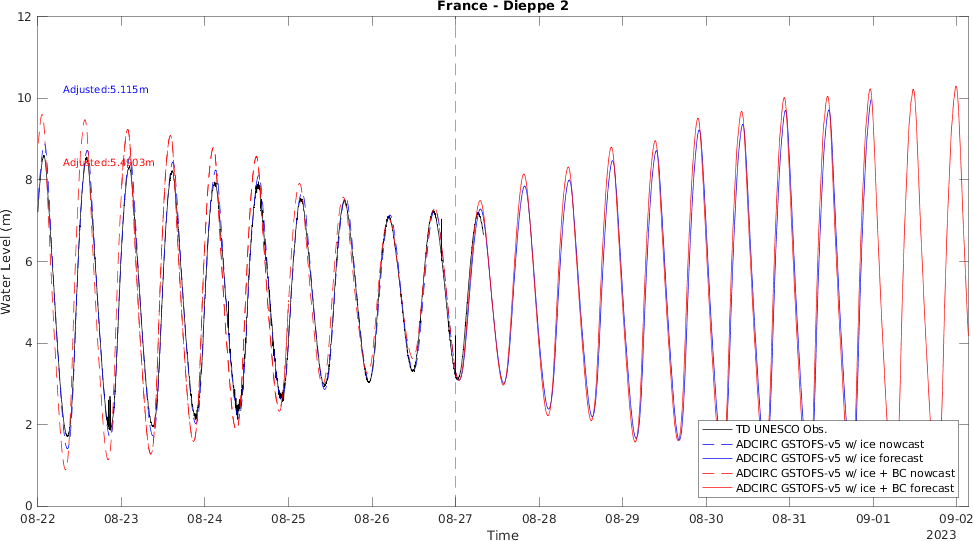 France - Dieppe 2
12
10
8
6
4
2
0
Water Level (m)
Adjusted:5.115m
Adjusted:5.4903m
TD UNESCO Obs.
ADCIRC GSTOFS-v5 w/ ice nowcast
ADCIRC GSTOFS-v5 w/ ice forecast
ADCIRC GSTOFS-v5 w/ ice + BC nowcast
ADCIRC GSTOFS-v5 w/ ice + BC forecast
08-22 08-23 08-24 08-25 08-26 08-27 08-28 08-29 08-30 08-31 09-01 09-02
Time
2023